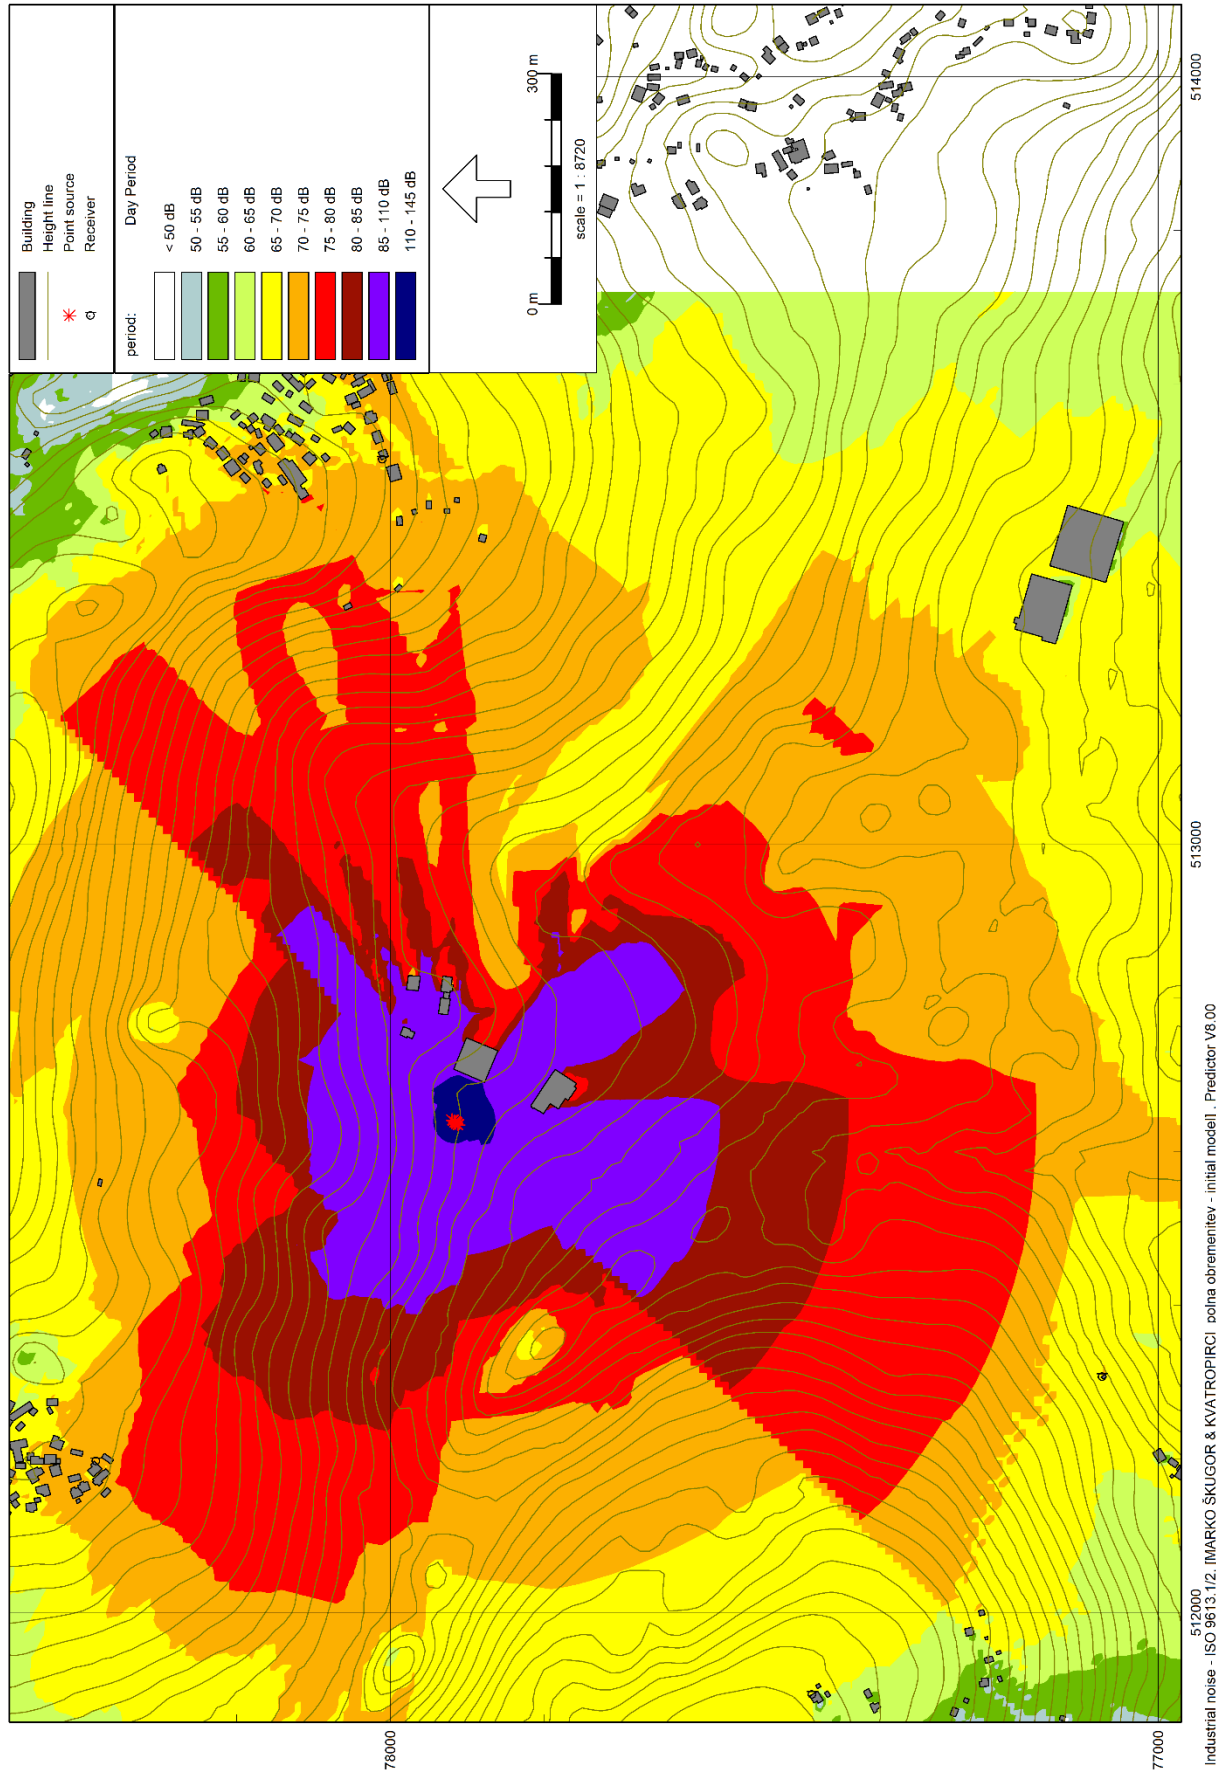 Building
Height line
Point source
Receiver
period: Day Period
< 50 dB
50 - 55 dB
55 - 60 dB
60 - 65 dB
65 - 70 dB
70 - 75 dB
75 - 80 dB
80 - 85 dB
85 - 110 dB
110 - 145 dB
0 m 300 m
scale = 1 : 8720
78000
77000
512000 513000 514000
Industrial noise - ISO 9613.1/2, [MARKO ŠKUGOR & KVATROPIRCI polna obremenitev - initial model] , Predictor V8.00